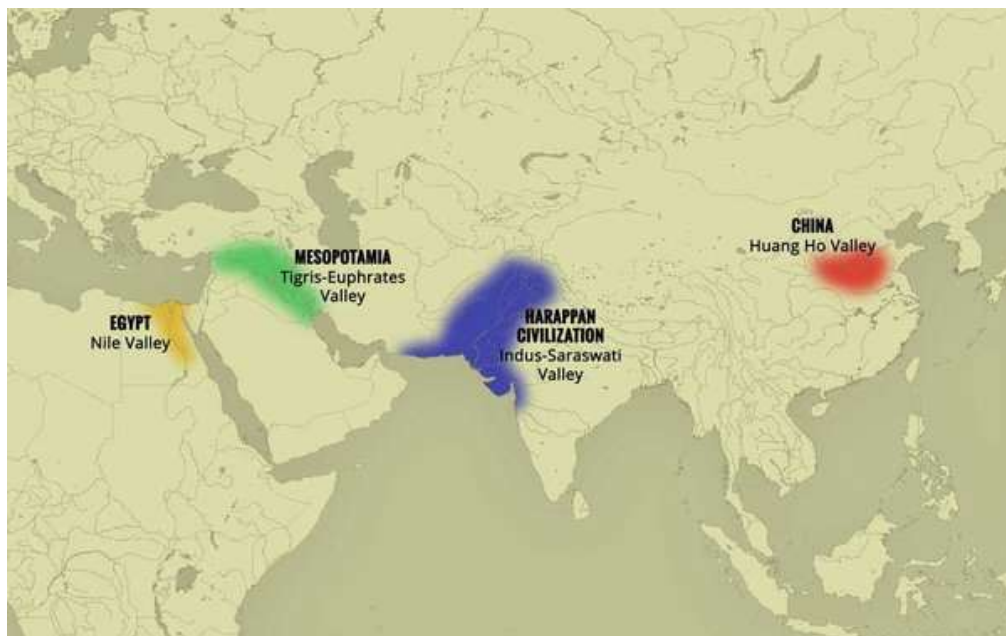 CHINA
Huang Ho Valley
MESOPOTAMIA
Tigris-Euphrates
Valley
HARAPPAN
CIVILIZATION
Indus-Saraswati
Valley
EGYPT
Nile Valley